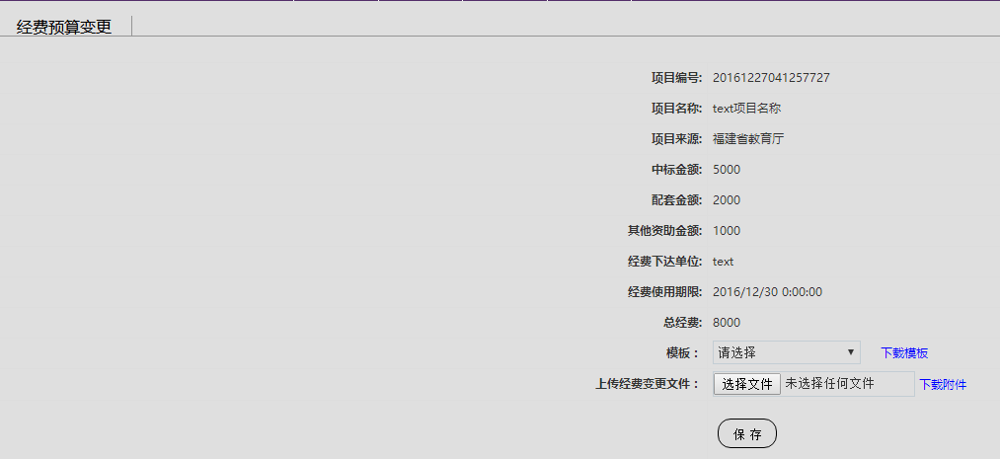 经费预算变更
项目编号: 20161227041257727
项目名称: text项目名称
项目来源: 福建省教育厅
中标金额: 5000
配套金额: 2000
其他资助金额: 1000
经费下达单位: text
经费使用期限: 2016/12/30 0:00:00
总经费: 8000
模板： 请选择 ▼ 下载模板
上传经费变更文件： 选择文件 未选择任何文件 下载附件
保 存